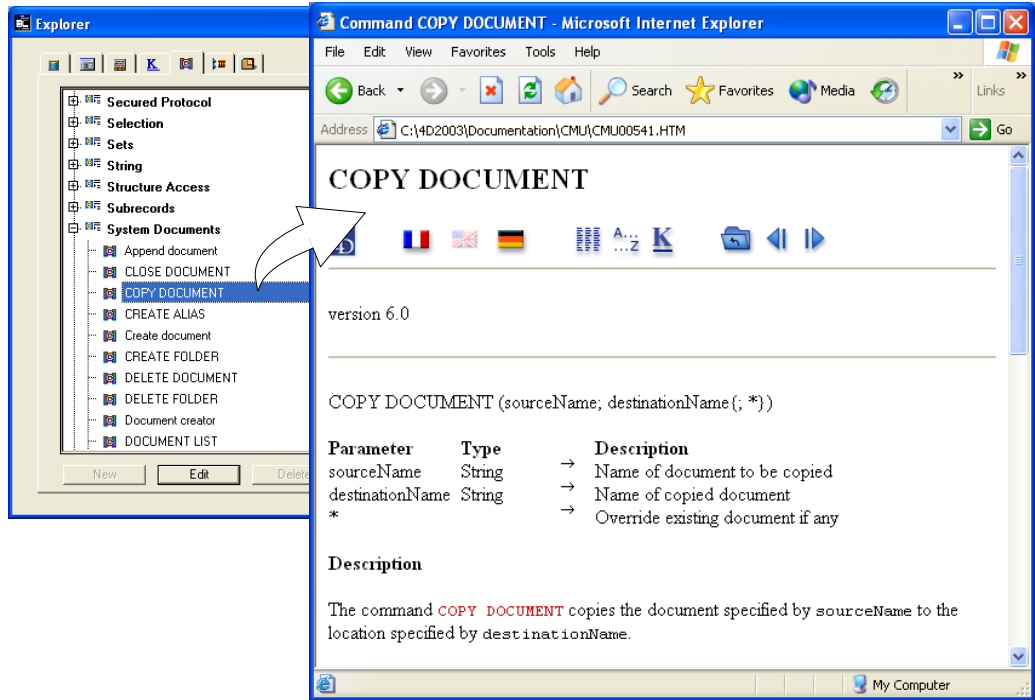 Explorer
K
Secured Protocol
Selection
Sets
String
Structure Access
Subrecords
System Documents
Append document
CLOSE DOCUMENT
COPY DOCUMENT
CREATE ALIAS
Create document
CREATE FOLDER
DELETE DOCUMENT
DELETE FOLDER
Document creator
DOCUMENT LIST
New Edit Delete
Command COPY DOCUMENT - Microsoft Internet Explorer
File Edit View Favorites Tools Help
Back Search Favorites Media » Links »
Address C:\4D2003\Documentation\CMU\CMU00541.HTM Go
COPY DOCUMENT
4D A... ...Z K
version 6.0
COPY DOCUMENT (sourceName; destinationName{; *})
Parameter Type Description
sourceName String → Name of document to be copied
destinationName String → Name of copied document
* → Override existing document if any
Description
The command COPY DOCUMENT copies the document specified by sourceName to the
location specified by destinationName.
My Computer